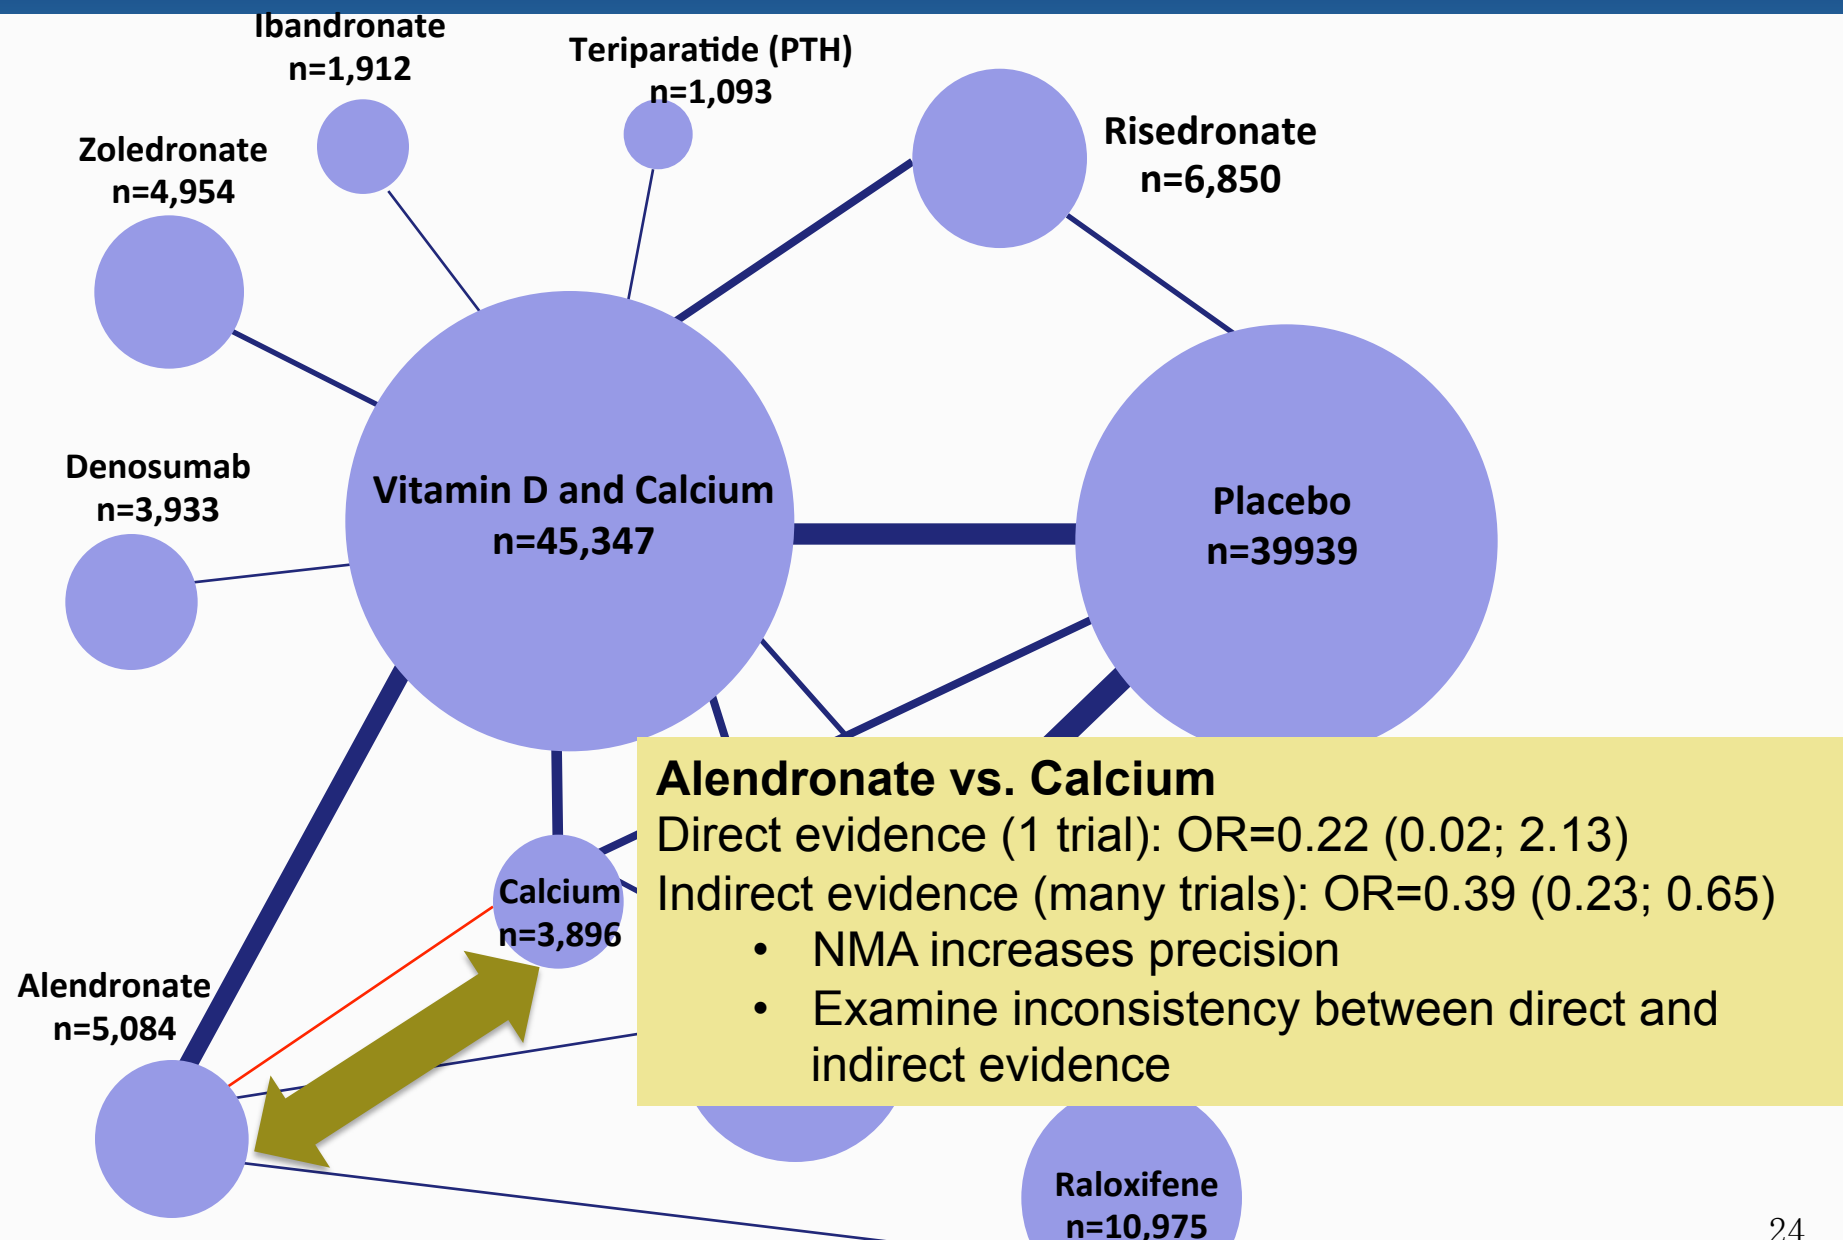 Ibandronate
n=1,912
Teriparatide (PTH)
n=1,093
Risedronate
n=6,850
Zoledronate
n=4,954
Denosumab
n=3,933
Vitamin D and Calcium
n=45,347
Placebo
n=39939
Alendronate vs. Calcium
Direct evidence (1 trial): OR=0.22 (0.02; 2.13)
Indirect evidence (many trials): OR=0.39 (0.23; 0.65)
• NMA increases precision
• Examine inconsistency between direct and
indirect evidence
Calcium
n=3,896
Alendronate
n=5,084
Raloxifene
n=10,975
24